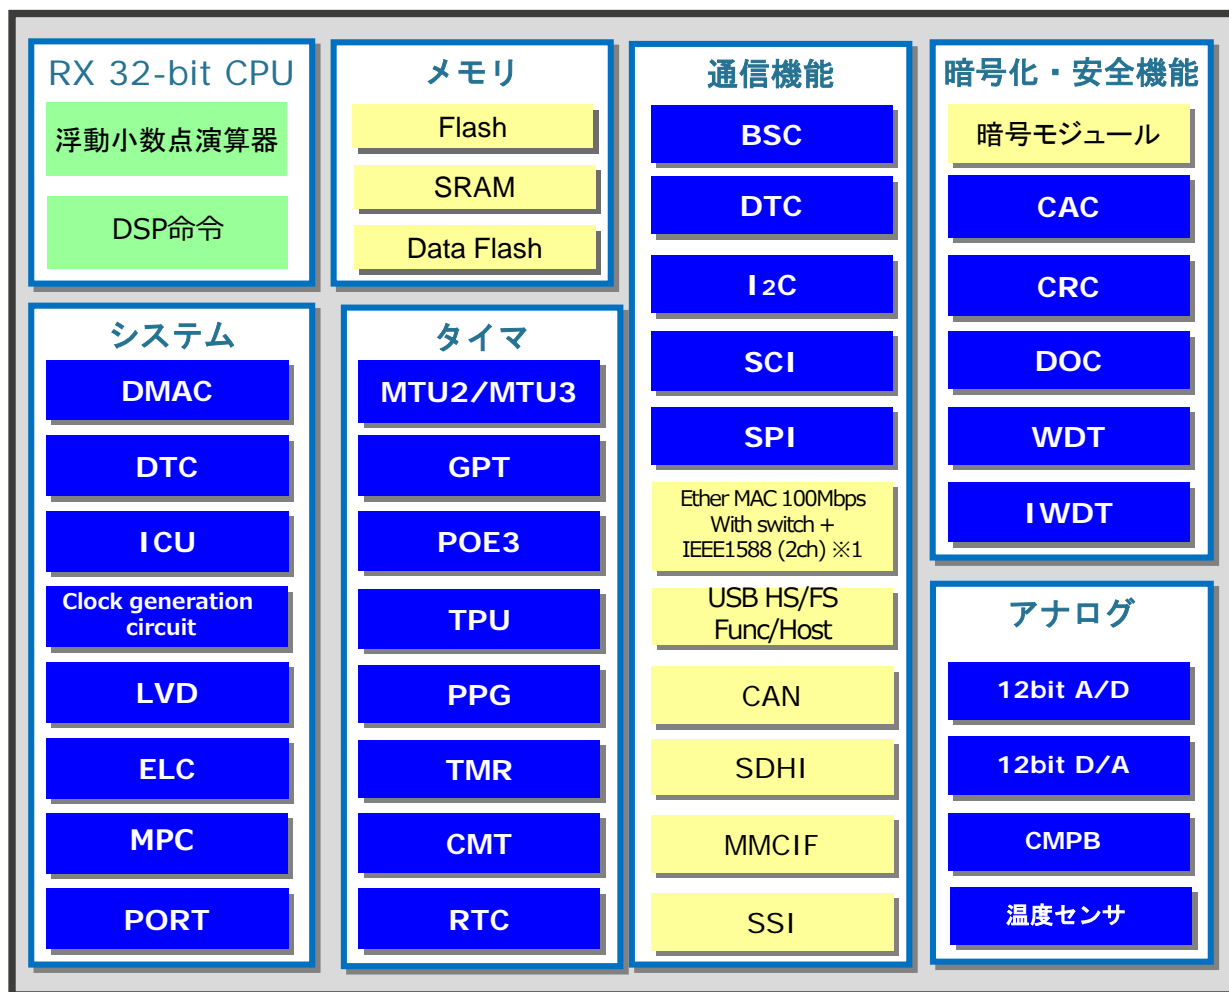 RX 32-bit CPU
浮動小数点演算器
DSP命令
メモリ
Flash
SRAM
Data Flash
通信機能
BSC
DTC
I2C
SCI
SPI
Ether MAC 100Mbps
With switch +
IEEE1588 (2ch) ※1
USB HS/FS
Func/Host
CAN
SDHI
MMCIF
SSI
暗号化・安全機能
暗号モジュール
CAC
CRC
DOC
WDT
IWDT
システム
DMAC
DTC
ICU
Clock generation
circuit
LVD
ELC
MPC
PORT
タイマ
MTU2/MTU3
GPT
POE3
TPU
PPG
TMR
CMT
RTC
アナログ
12bit A/D
12bit D/A
CMPB
温度センサ